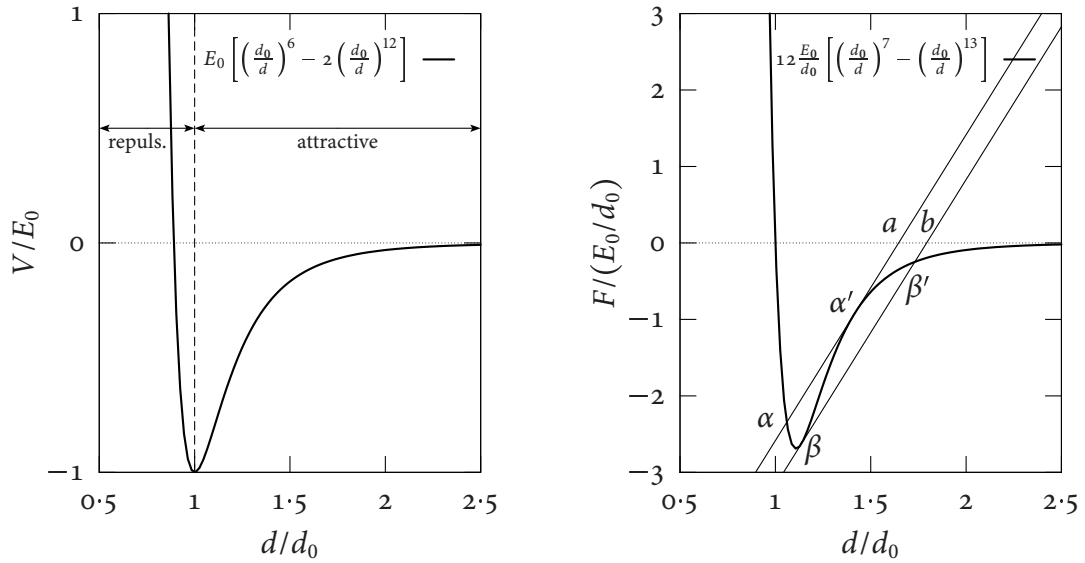 1
E₀ [(d₀/d)⁶ − 2 (d₀/d)¹²]
repuls.
attractive
0
−1
V/E₀
0·5
1
1·5
2
2·5
d/d₀
3
12 E₀/d₀ [(d₀/d)⁷ − (d₀/d)¹³]
2
1
a
b
0
β′
α′
−1
α
−2
β
−3
F/(E₀/d₀)
0·5
1
1·5
2
2·5
d/d₀